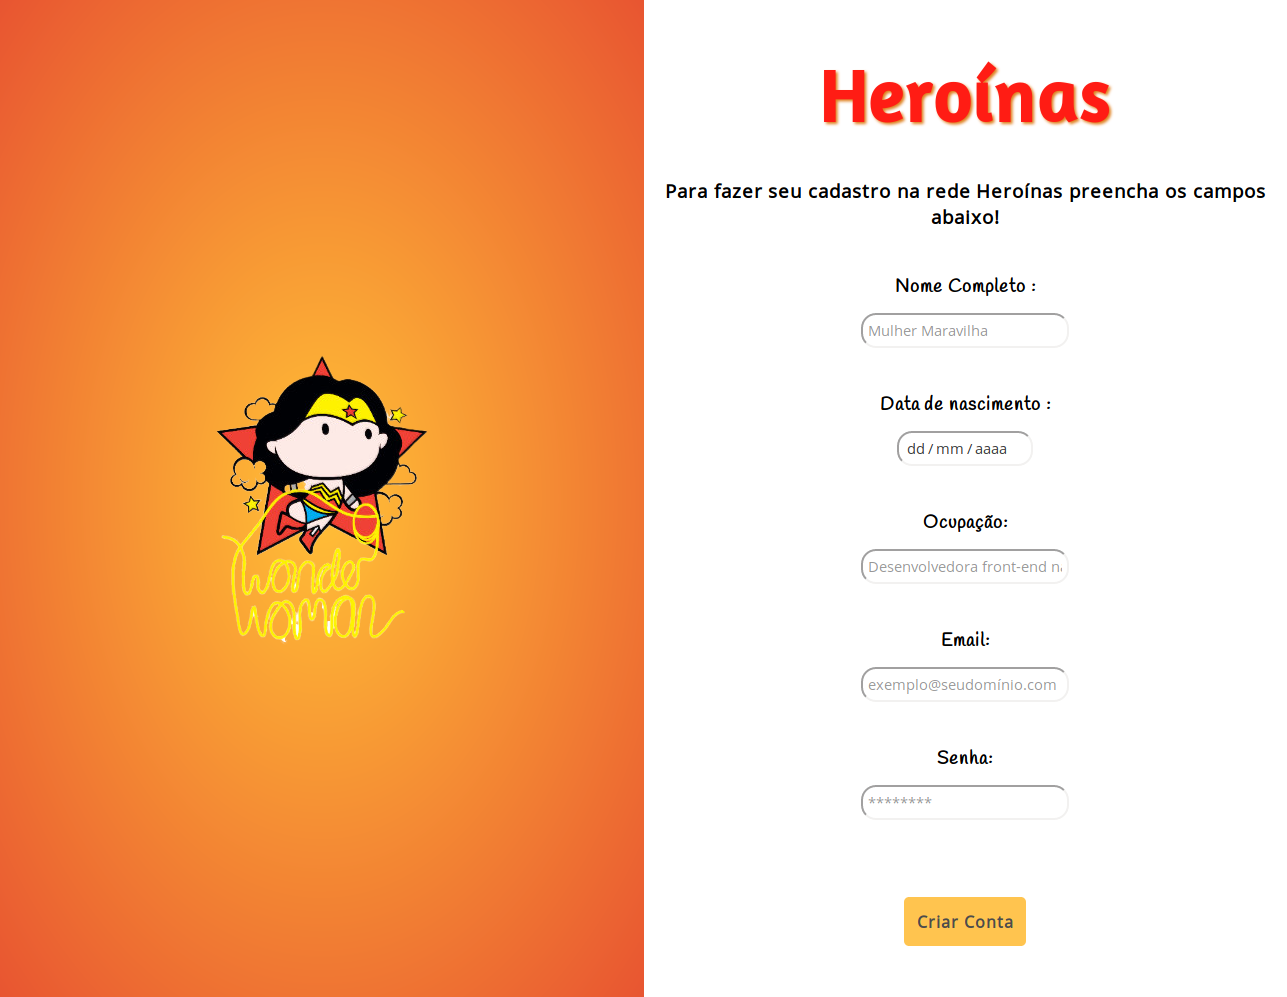 wonder
woman
Heroínas
Para fazer seu cadastro na rede Heroínas preencha os campos
abaixo!
Nome Completo :
Mulher Maravilha
Data de nascimento :
dd/mm/aaaa
Ocupação:
Desenvolvedora front-end
Email:
exemplo@seudomínio.com
Senha:
********
Criar Conta